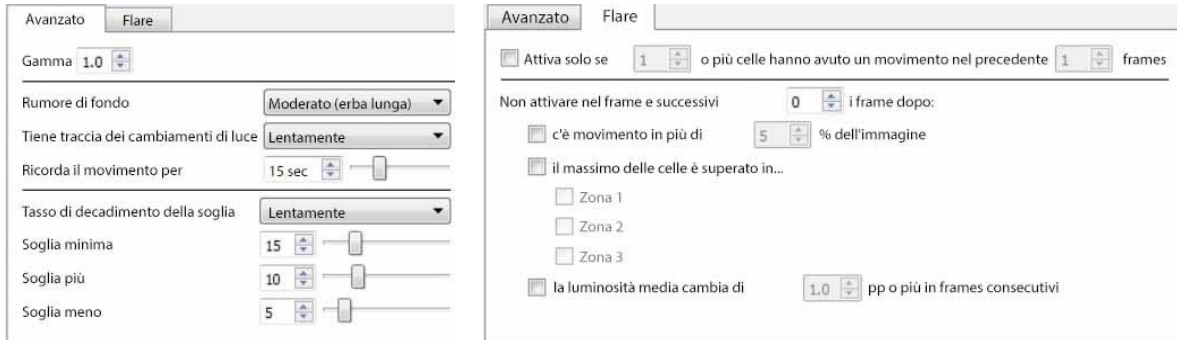 Avanzato Flare
Gamma 1.0
Rumore di fondo Moderato (erba lunga)
Tiene traccia dei cambiamenti di luce Lentamente
Ricorda il movimento per 15 sec
Tasso di decadimento della soglia Lentamente
Soglia minima 15
Soglia più 10
Soglia meno 5
Avanzato Flare
Attiva solo se 1 o più celle hanno avuto un movimento nel precedente 1 frames
Non attivare nel frame e successivi 0 i frame dopo:
c'è movimento in più di 5 % dell'immagine
il massimo delle celle è superato in...
Zona 1
Zona 2
Zona 3
la luminosità media cambia di 1.0 pp o più in frames consecutivi